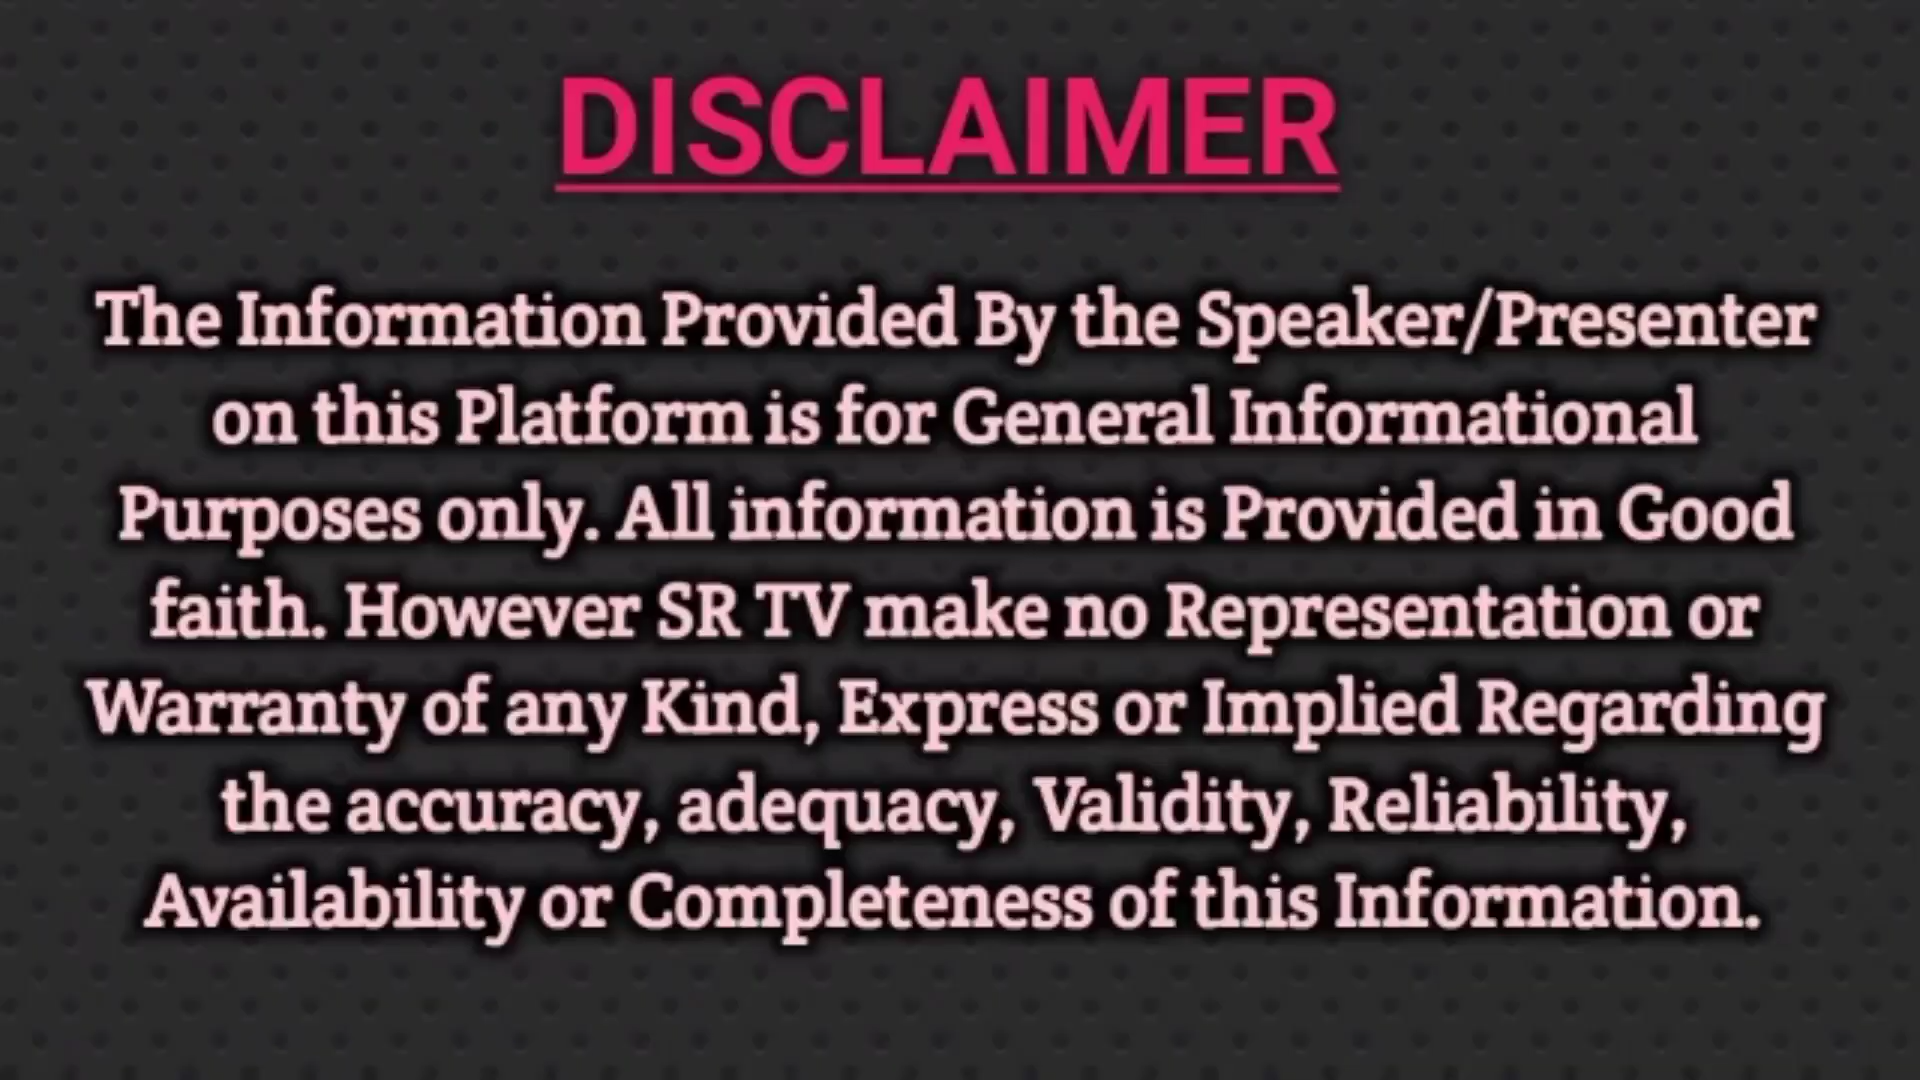 DISCLAIMER
The Information Provided By the Speaker/Presenter
on this Platform is for General Informational
Purposes only. All information is Provided in Good
faith. However SR TV make no Representation or
Warranty of any Kind, Express or Implied Regarding
the accuracy, adequacy, Validity, Reliability,
Availability or Completeness of this Information.